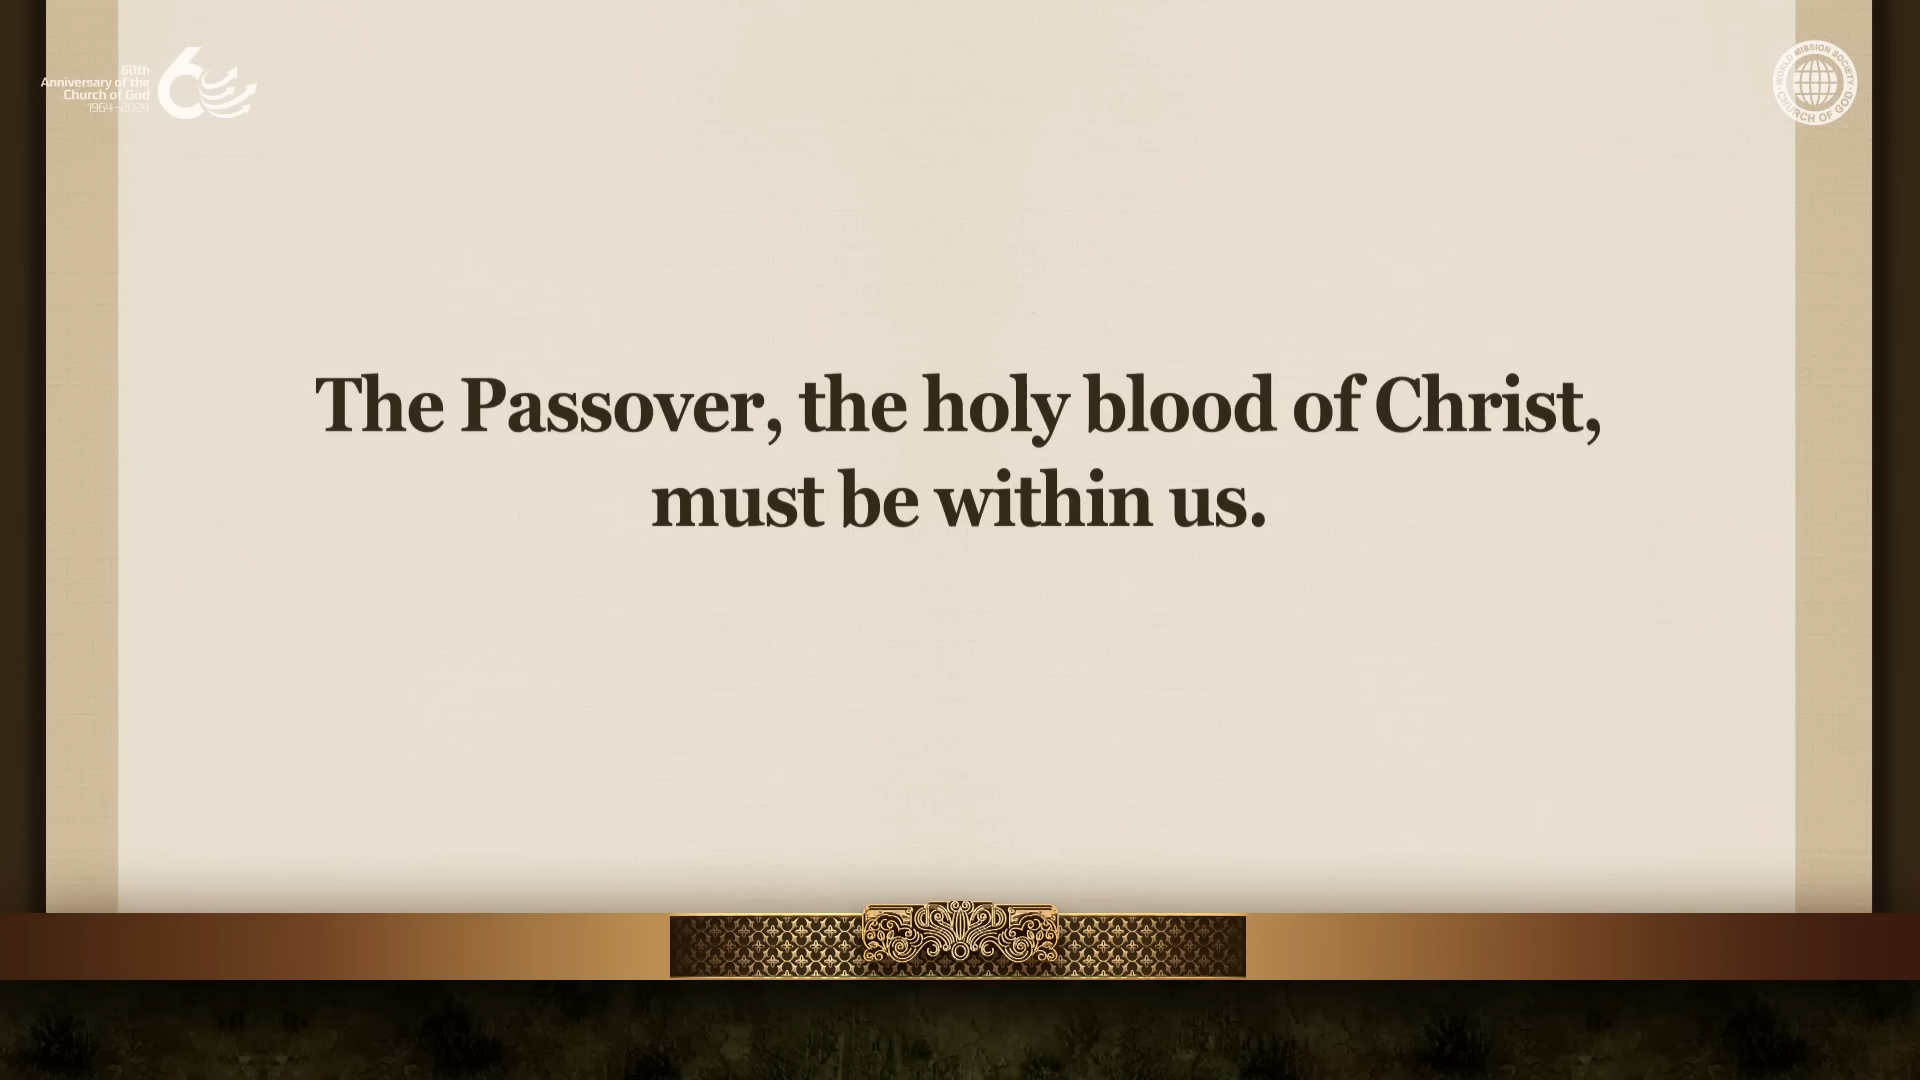 60th
Anniversary of the
Church of God
1964-2024
60
WORLD MISSION SOCIETY
CHURCH OF GOD
The Passover, the holy blood of Christ,
must be within us.